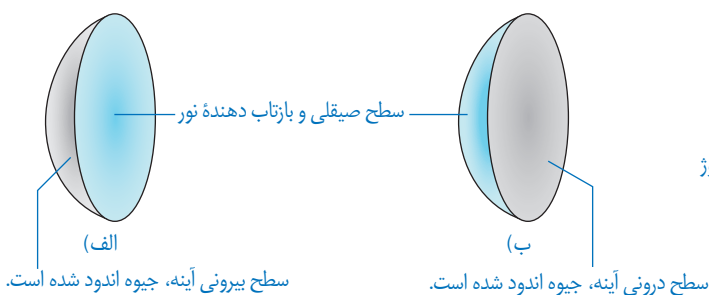 سطح صیقلی و بازتاب دهندهٔ نور
وژ
الف)
ب)
سطح بیرونی آینه، جیوه اندود شده است.
سطح درونی آینه، جیوه اندود شده است.